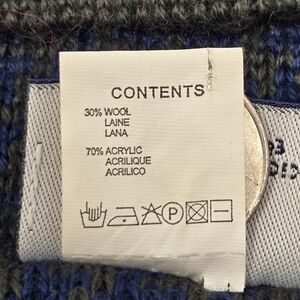 CONTENTS
30% WOOL
LAINE
LANA
70% ACRYLIC
ACRILIQUE
ACRILICO
P